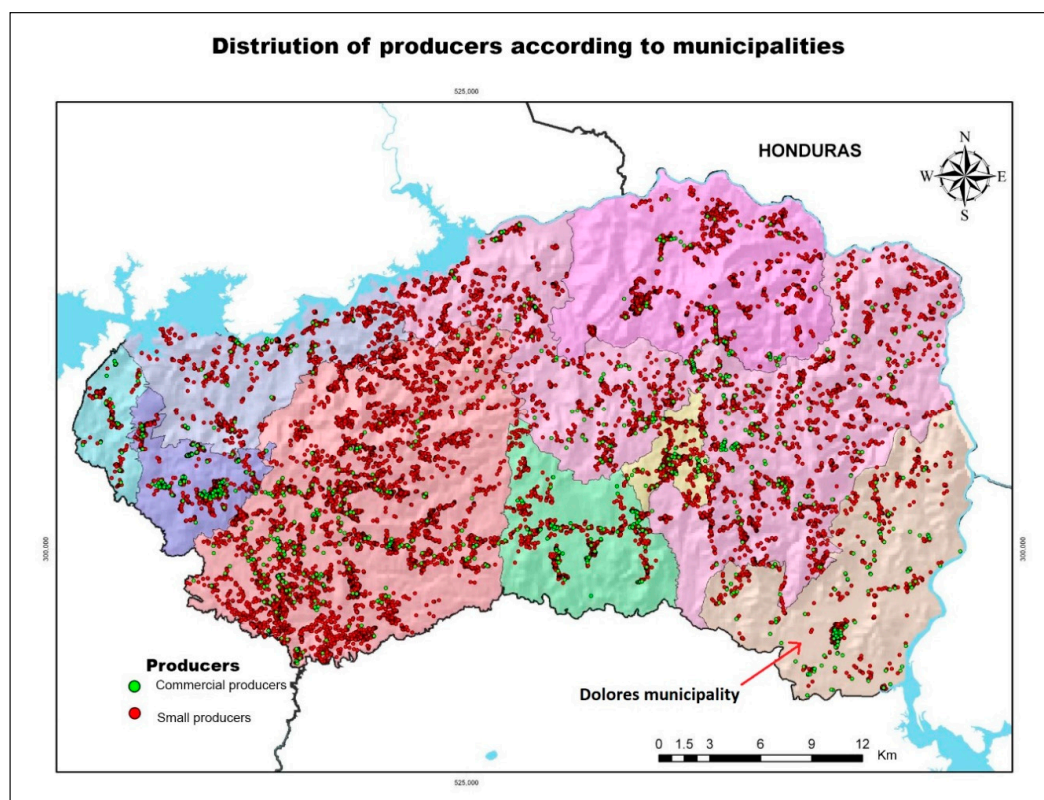 Distriution of producers according to municipalities
525,000
HONDURAS
N
W E
S
300,000
300,000
Producers
Commercial producers
Small producers
Dolores municipality
0 1.5 3 6 9 12
Km
525,000